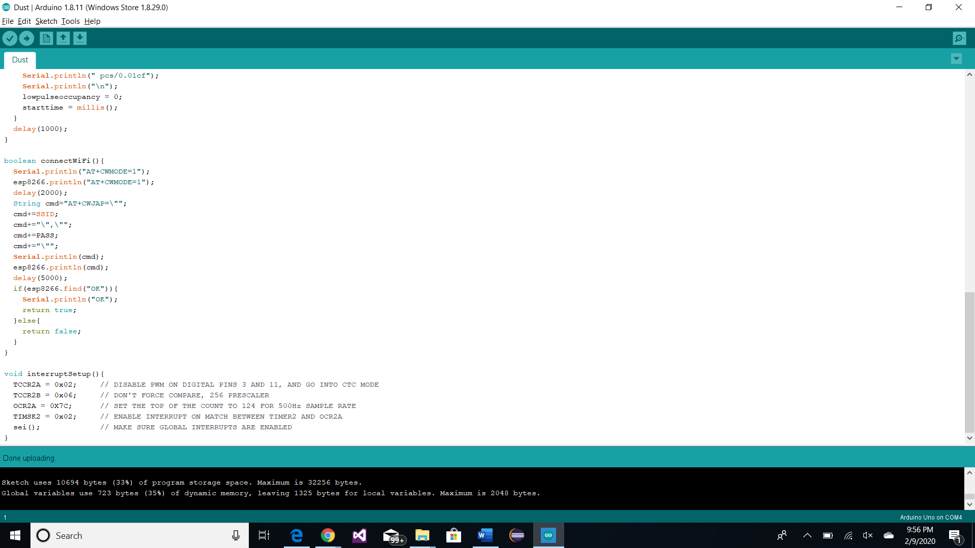 Dust | Arduino 1.8.11 (Windows Store 1.8.29.0)
File Edit Sketch Tools Help
Dust
Serial.println(" pcs/0.01cf");
Serial.println("\n");
lowpulseoccupancy = 0;
starttime = millis();
}
delay(1000);
}
boolean connectWiFi(){
Serial.println("AT+CWMODE=1");
esp8266.println("AT+CWMODE=1");
delay(2000);
String cmd="AT+CWJAP=\"";
cmd+=SSID;
cmd+="\",\"";
cmd+=PASS;
cmd+="\"";
Serial.println(cmd);
esp8266.println(cmd);
delay(5000);
if(esp8266.find("OK")){
Serial.println("OK");
return true;
}else{
return false;
}
}
void interruptSetup(){
TCCR2A = 0x02; // DISABLE PWM ON DIGITAL PINS 3 AND 11, AND GO INTO CTC MODE
TCCR2B = 0x06; // DON'T FORCE COMPARE, 256 PRESCALER
OCR2A = 0X7C; // SET THE TOP OF THE COUNT TO 124 FOR 500Hz SAMPLE RATE
TIMSK2 = 0x02; // ENABLE INTERRUPT ON MATCH BETWEEN TIMER2 AND OCR2A
sei(); // MAKE SURE GLOBAL INTERRUPTS ARE ENABLED
}
Done uploading.
Sketch uses 10694 bytes (33%) of program storage space. Maximum is 32256 bytes.
Global variables use 723 bytes (35%) of dynamic memory, leaving 1325 bytes for local variables. Maximum is 2048 bytes.
1 Arduino Uno on COM4
Search 99+ 9:56 PM
2/9/2020 1